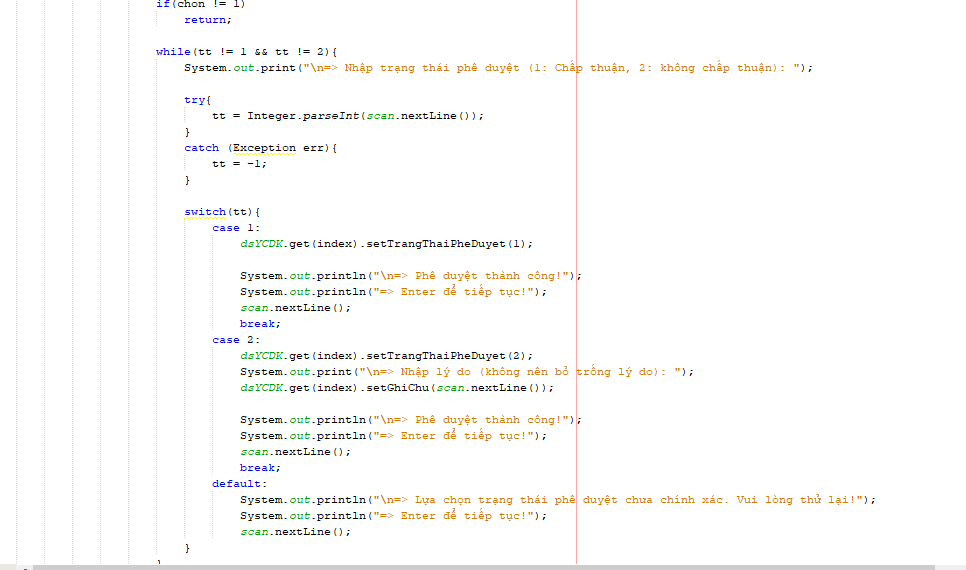 if(chon != 1)
return;
while(tt != 1 && tt != 2){
System.out.print("\n=> Nhập trạng thái phê duyệt (1: Chấp thuận, 2: không chấp thuận): ");
try{
tt = Integer.parseInt(scan.nextLine());
}
catch (Exception err){
tt = -1;
}
switch(tt){
case 1:
dsYCDK.get(index).setTrangThaiPheDuyet(1);
System.out.println("\n=> Phê duyệt thành công!");
System.out.println("=> Enter để tiếp tục!");
scan.nextLine();
break;
case 2:
dsYCDK.get(index).setTrangThaiPheDuyet(2);
System.out.print("\n=> Nhập lý do (không nên bỏ trống lý do): ");
dsYCDK.get(index).setGhiChu(scan.nextLine());
System.out.println("\n=> Phê duyệt thành công!");
System.out.println("=> Enter để tiếp tục!");
scan.nextLine();
break;
default:
System.out.println("\n=> Lựa chọn trạng thái phê duyệt chưa chính xác. Vui lòng thử lại!");
System.out.println("=> Enter để tiếp tục!");
scan.nextLine();
}
}